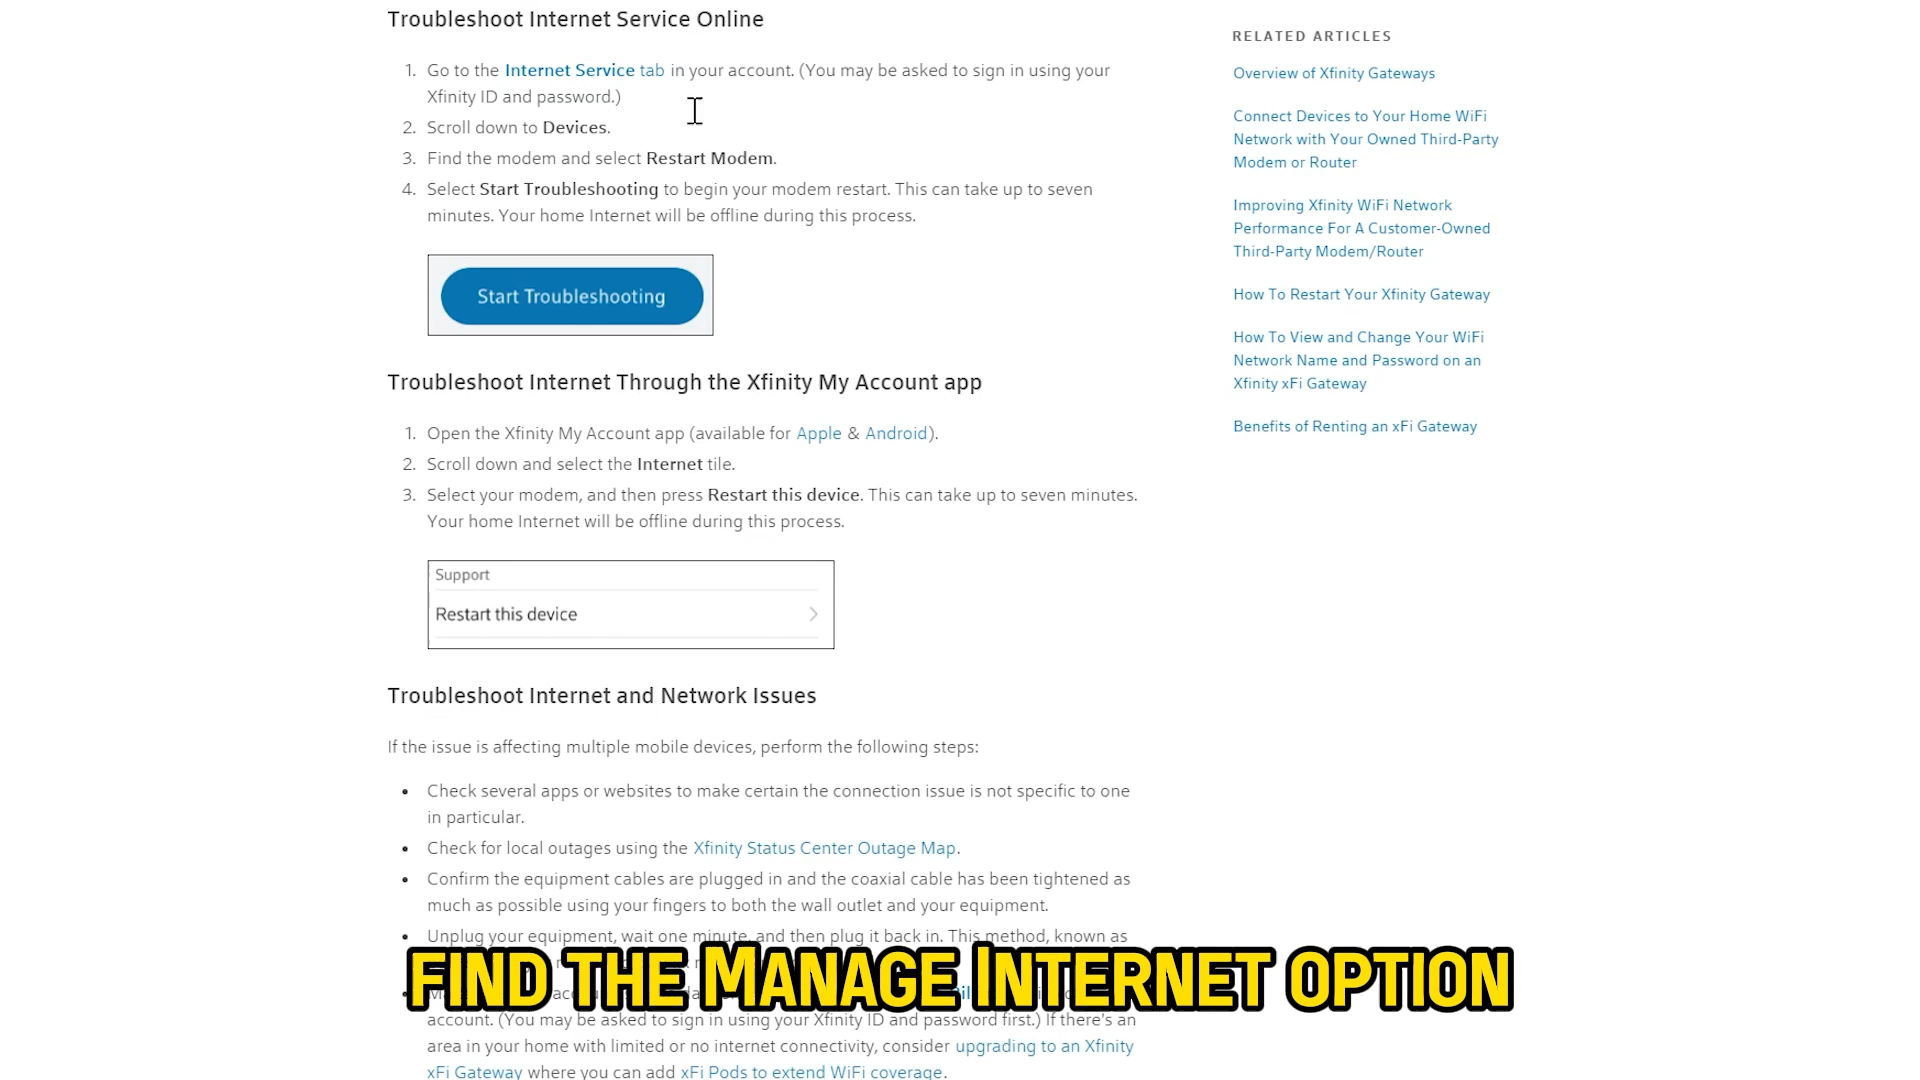 Troubleshoot Internet Service Online
1. Go to the Internet Service tab in your account. (You may be asked to sign in using your
Xfinity ID and password.)
2. Scroll down to Devices.
3. Find the modem and select Restart Modem.
4. Select Start Troubleshooting to begin your modem restart. This can take up to seven
minutes. Your home Internet will be offline during this process.
Start Troubleshooting
Troubleshoot Internet Through the Xfinity My Account app
1. Open the Xfinity My Account app (available for Apple & Android).
2. Scroll down and select the Internet tile.
3. Select your modem, and then press Restart this device. This can take up to seven minutes.
Your home Internet will be offline during this process.
Support
Restart this device
Troubleshoot Internet and Network Issues
If the issue is affecting multiple mobile devices, perform the following steps:
• Check several apps or websites to make certain the connection issue is not specific to one
in particular.
• Check for local outages using the Xfinity Status Center Outage Map.
• Confirm the equipment cables are plugged in and the coaxial cable has been tightened as
much as possible using your fingers to both the wall outlet and your equipment.
• Unplug your equipment, wait one minute, and then plug it back in. This method, known as
account. (You may be asked to sign in using your Xfinity ID and password first.) If there's an
area in your home with limited or no internet connectivity, consider upgrading to an Xfinity
xFi Gateway where you can add xFi Pods to extend WiFi coverage.
RELATED ARTICLES
Overview of Xfinity Gateways
Connect Devices to Your Home WiFi
Network with Your Owned Third-Party
Modem or Router
Improving Xfinity WiFi Network
Performance For A Customer-Owned
Third-Party Modem/Router
How To Restart Your Xfinity Gateway
How To View and Change Your WiFi
Network Name and Password on an
Xfinity xFi Gateway
Benefits of Renting an xFi Gateway
FIND THE MANAGE INTERNET OPTION